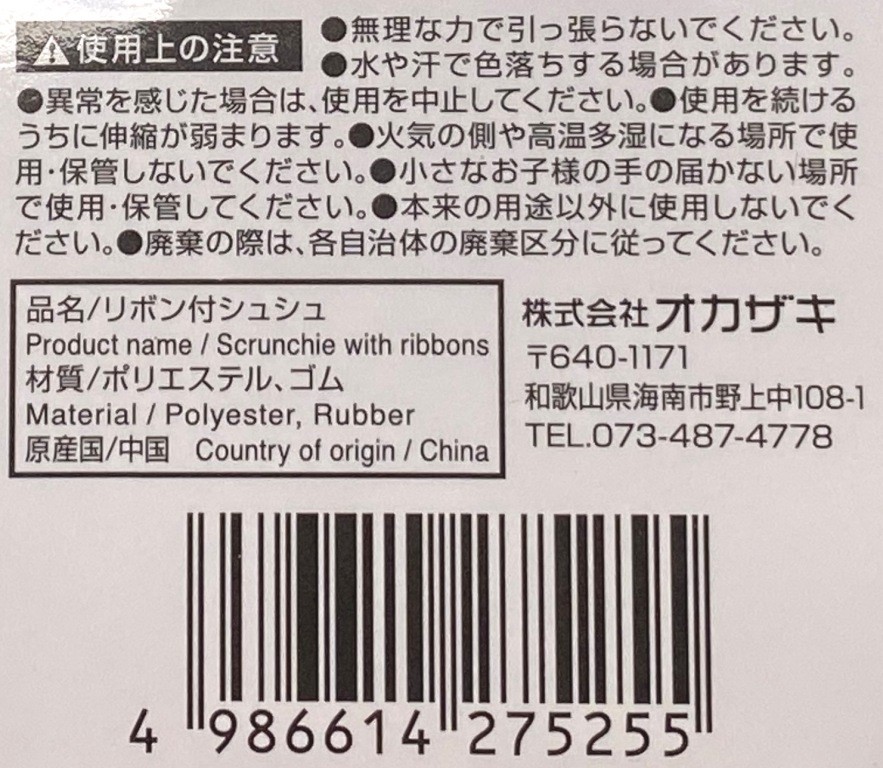 ⚠使用上の注意 ●無理な力で引っ張らないでください。
●水や汗で色落ちする場合があります。
●異常を感じた場合は、使用を中止してください。●使用を続ける
うちに伸縮が弱まります。●火気の側や高温多湿になる場所で使
用・保管しないでください。●小さなお子様の手の届かない場所
で使用・保管してください。●本来の用途以外に使用しないでく
ださい。●廃棄の際は、各自治体の廃棄区分に従ってください。
品名/リボン付シュシュ
Product name / Scrunchie with ribbons
材質/ポリエステル、ゴム
Material / Polyester, Rubber
原産国/中国 Country of origin / China
株式会社オカザキ
〒640-1171
和歌山県海南市野上中108-1
TEL.073-487-4778
4 986614 275255